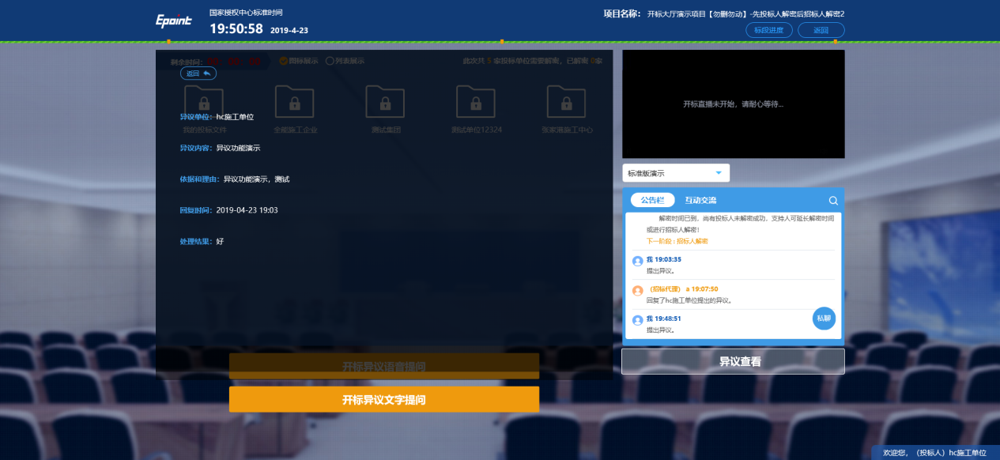 Epoint
国家授权中心标准时间
19:50:58 2019-4-23
项目名称： 开标大厅演示项目【勿删勿动】-先投标人解密后招标人解密2
标段进度 返回
剩余时间：
图标展示 列表展示
此次共 5 家投标单位需要解密，已解密 0家
返回
我的投标文件 全能施工企业 测试集团 测试单位12324 张家港施工中心
异议单位：hc施工单位
异议内容：异议功能演示
依据和理由：异议功能演示，测试
回复时间：2019-04-23 19:03
处理结果：好
开标异议语音提问
开标异议文字提问
开标直播未开始，请耐心等待...
标准版演示
公告栏 互动交流
解密时间已到，尚有投标人未解密成功，支持人可延长解密时间
或进行招标人解密！
下一阶段：招标人解密
我 19:03:35
提出异议。
（招标代理） a 19:07:50
回复了hc施工单位提出的异议。
我 19:48:51
提出异议。
私聊
异议查看
欢迎您，（投标人）hc施工单位